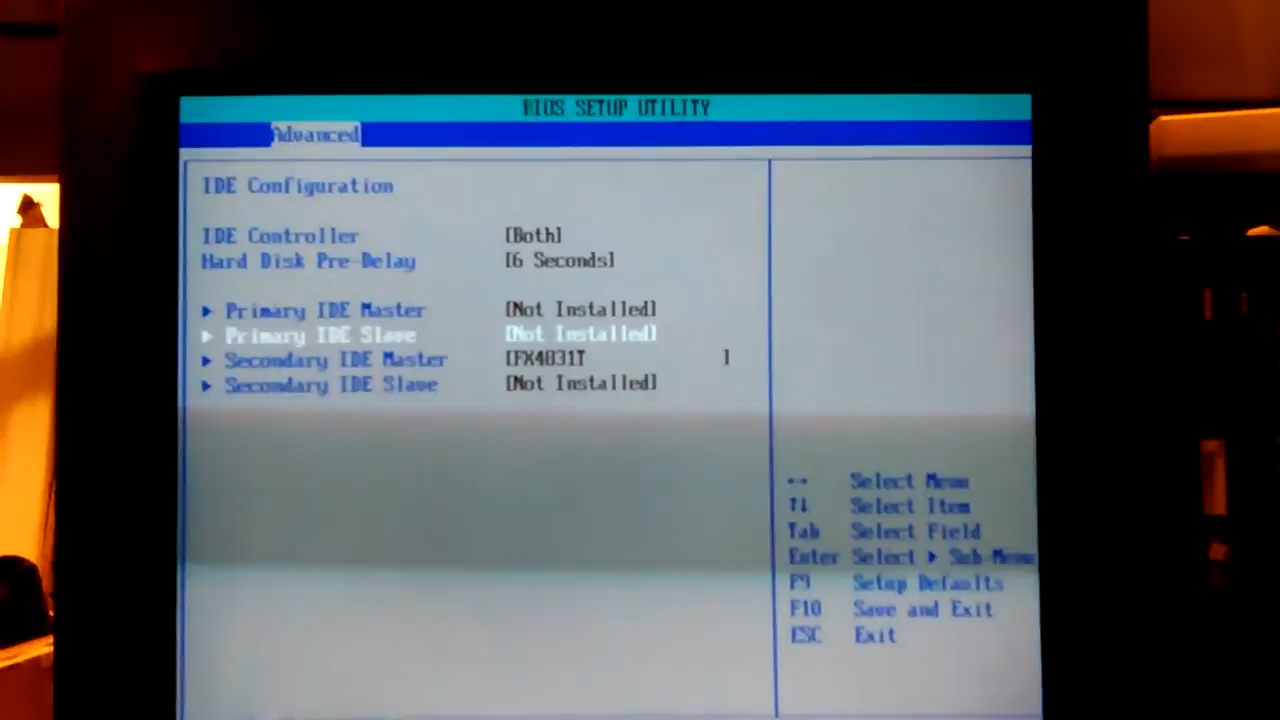 BIOS SETUP UTILITY
Advanced
IDE Configuration
IDE Controller [Both]
Hard Disk Pre-Delay [6 Seconds]
▶ Primary IDE Master [Not Installed]
▶ Primary IDE Slave [Not Installed]
▶ Secondary IDE Master [FX4831T ]
▶ Secondary IDE Slave [Not Installed]
↔ Select Menu
↑↓ Select Item
Tab Select Field
Enter Select ▶ Sub-Menu
F9 Setup Defaults
F10 Save and Exit
ESC Exit